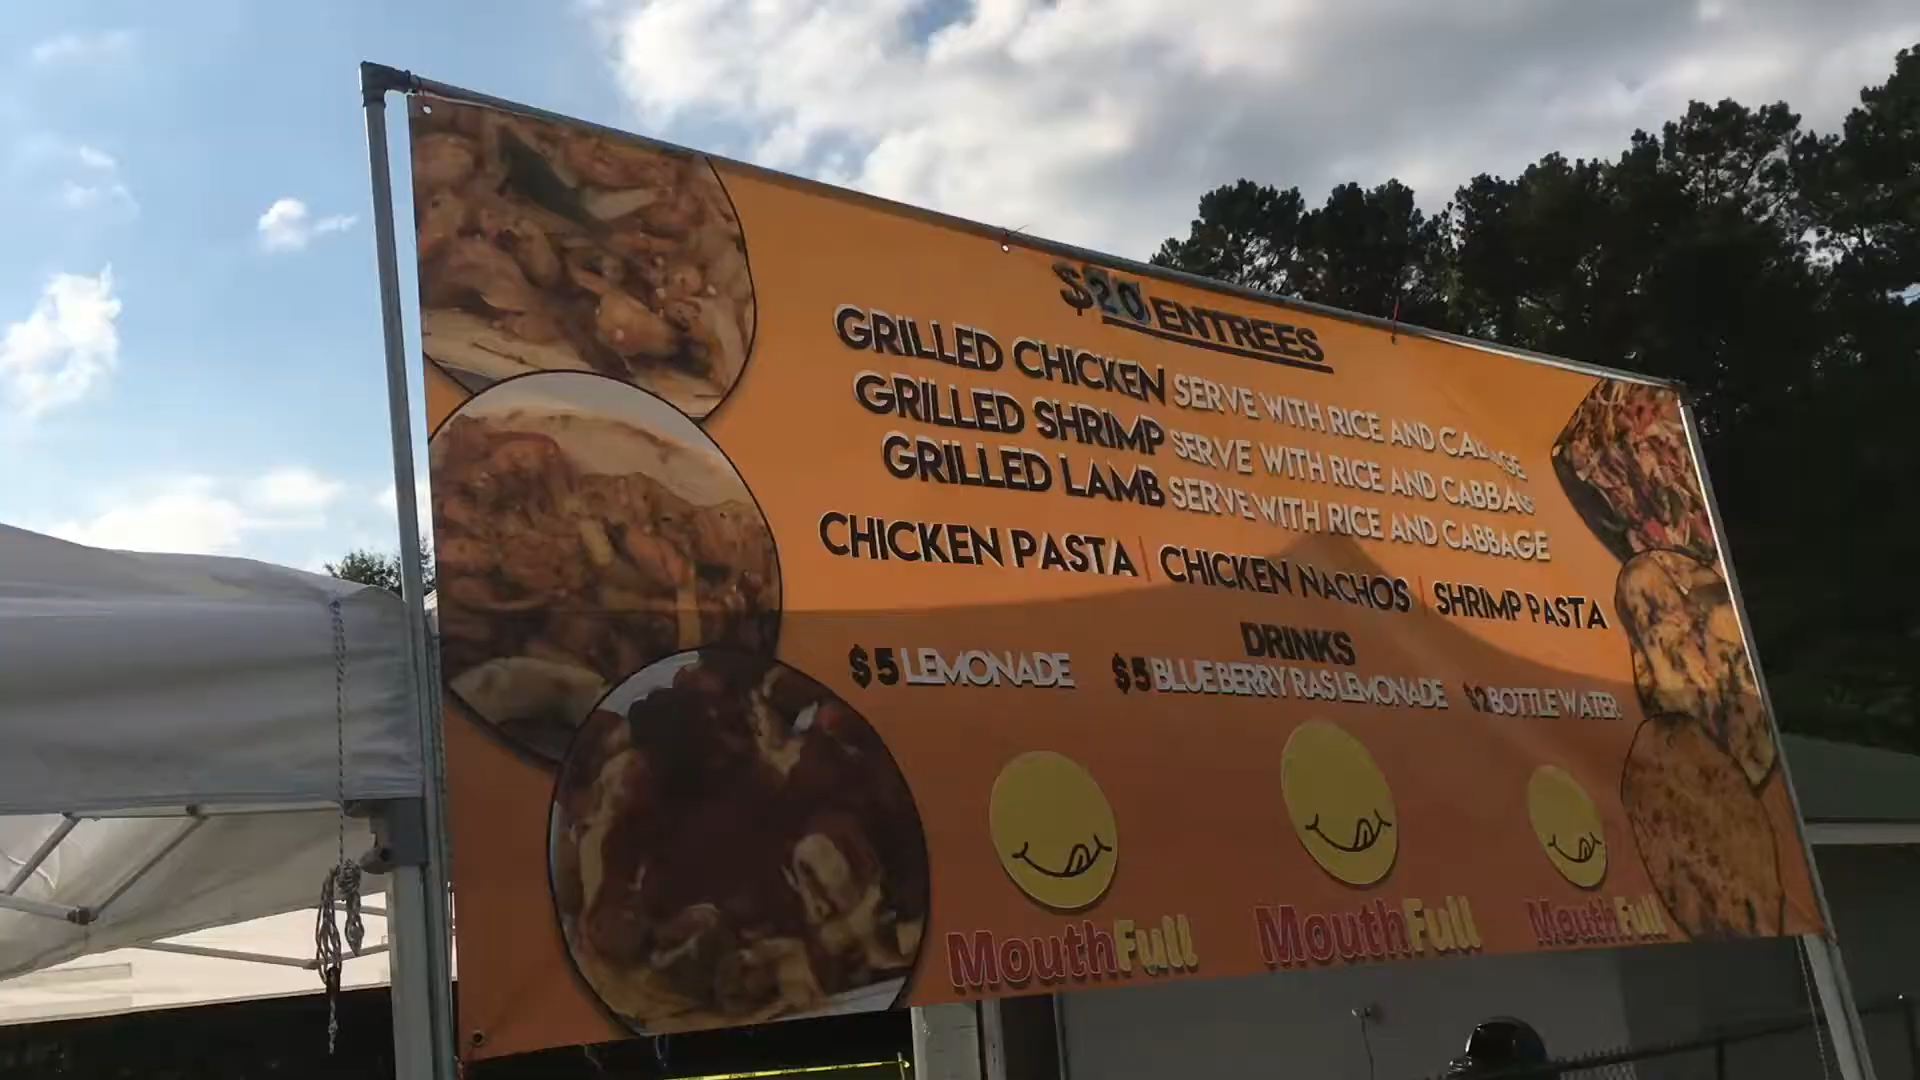 $20 ENTREES
GRILLED CHICKEN SERVE WITH RICE AND CABBAGE
GRILLED SHRIMP SERVE WITH RICE AND CABBAGE
GRILLED LAMB SERVE WITH RICE AND CABBAGE
CHICKEN PASTA | CHICKEN NACHOS | SHRIMP PASTA
DRINKS
$5 LEMONADE $5 BLUE BERRY RAS LEMONADE $2 BOTTLE WATER
MouthFull MouthFull MouthFull